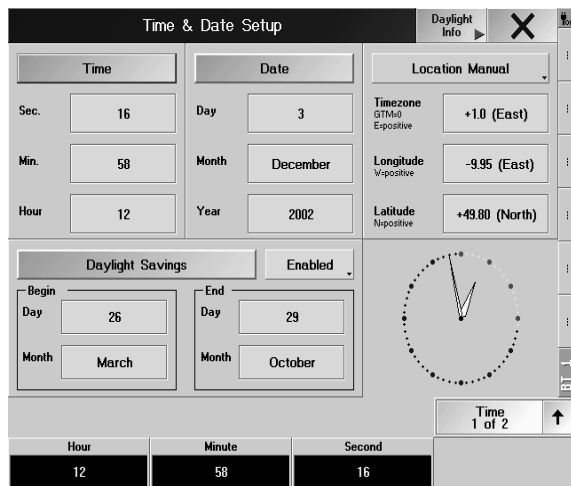 Time & Date Setup
Daylight
Info
Time
Date
Location Manual
Sec.
16
Day
3
Timezone
GTM=0
E=positive
+1.0 (East)
Min.
58
Month
December
Longitude
W=positive
-9.95 (East)
Hour
12
Year
2002
Latitude
N=positive
+49.80 (North)
Daylight Savings
Enabled
Begin
End
Day
26
Day
29
Month
March
Month
October
BT 1
Time
1 of 2
Hour
Minute
Second
12
58
16